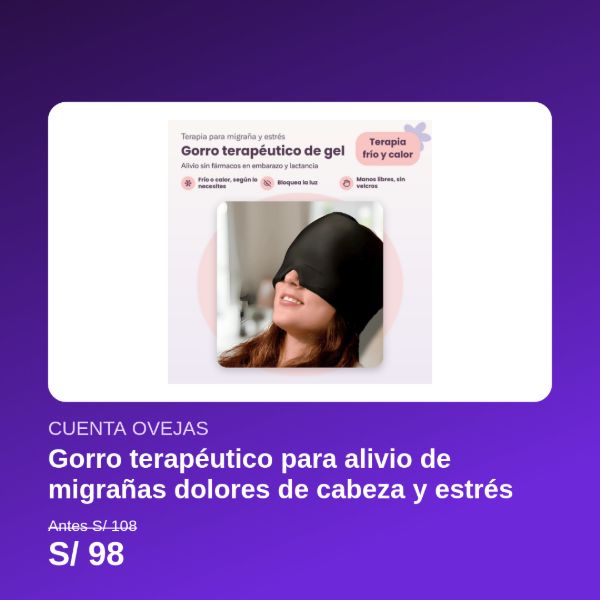 Terapia para migraña y estrés
Gorro terapéutico de gel
Alivio sin fármacos en embarazo y lactancia
Terapia
frío y calor
Frío o calor, según lo
necesites
Bloquea la luz
Manos libres, sin
velcros
CUENTA OVEJAS
Gorro terapéutico para alivio de
migrañas dolores de cabeza y estrés
Antes S/ 108
S/ 98